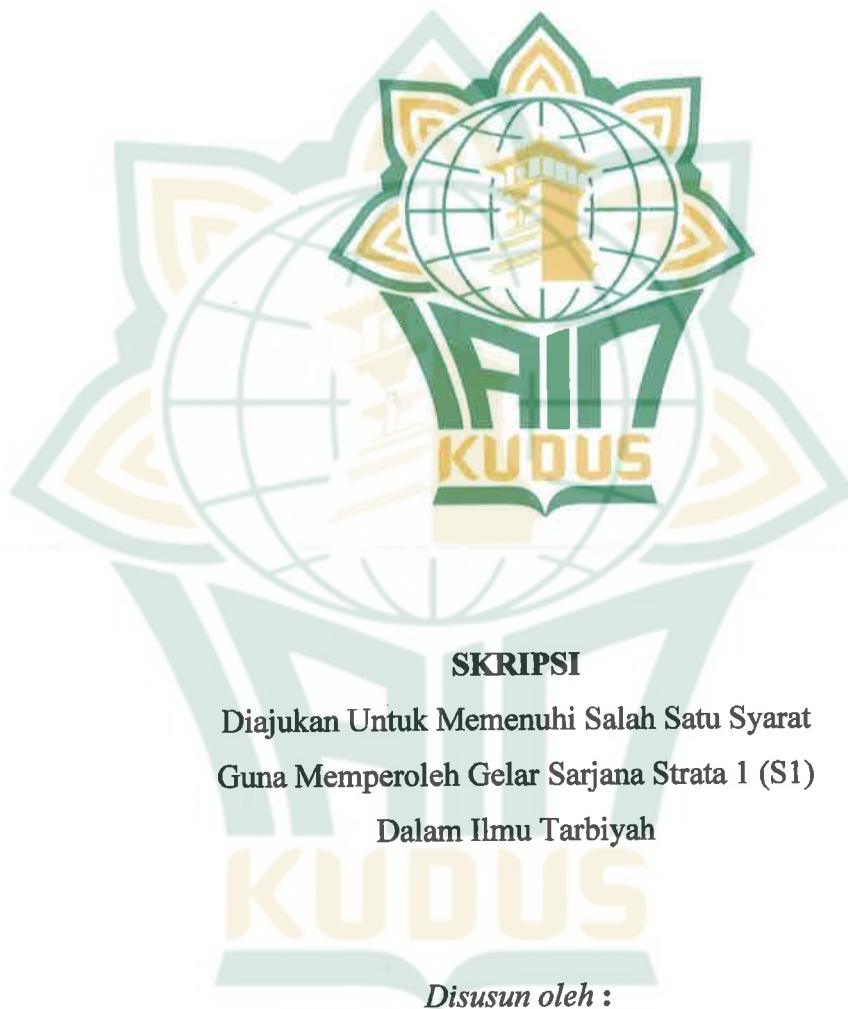 IAIN
KUDUS
SKRIPSI
Diajukan Untuk Memenuhi Salah Satu Syarat
Guna Memperoleh Gelar Sarjana Strata 1 (S1)
Dalam Ilmu Tarbiyah
KUDUS
Disusun oleh :